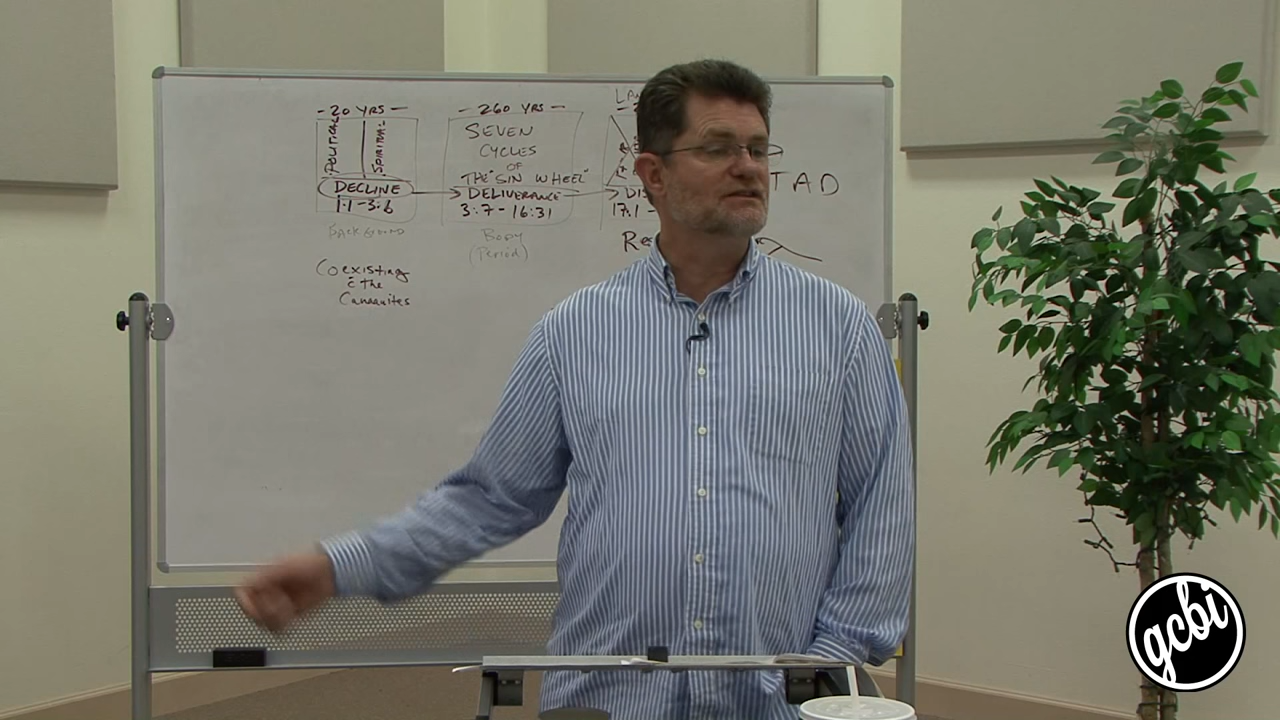 -20 YRS-
POLITICAL
SPIRITUAL
DECLINE
1:1-3:6
BACKGROUND
Coexisting
c̄ the
Canaanites
-260 YRS-
SEVEN
CYCLES
OF
THE "SIN WHEEL"
DELIVERANCE
3:7-16:31
BODY
(Period)
17:1-
TAD
gcbi